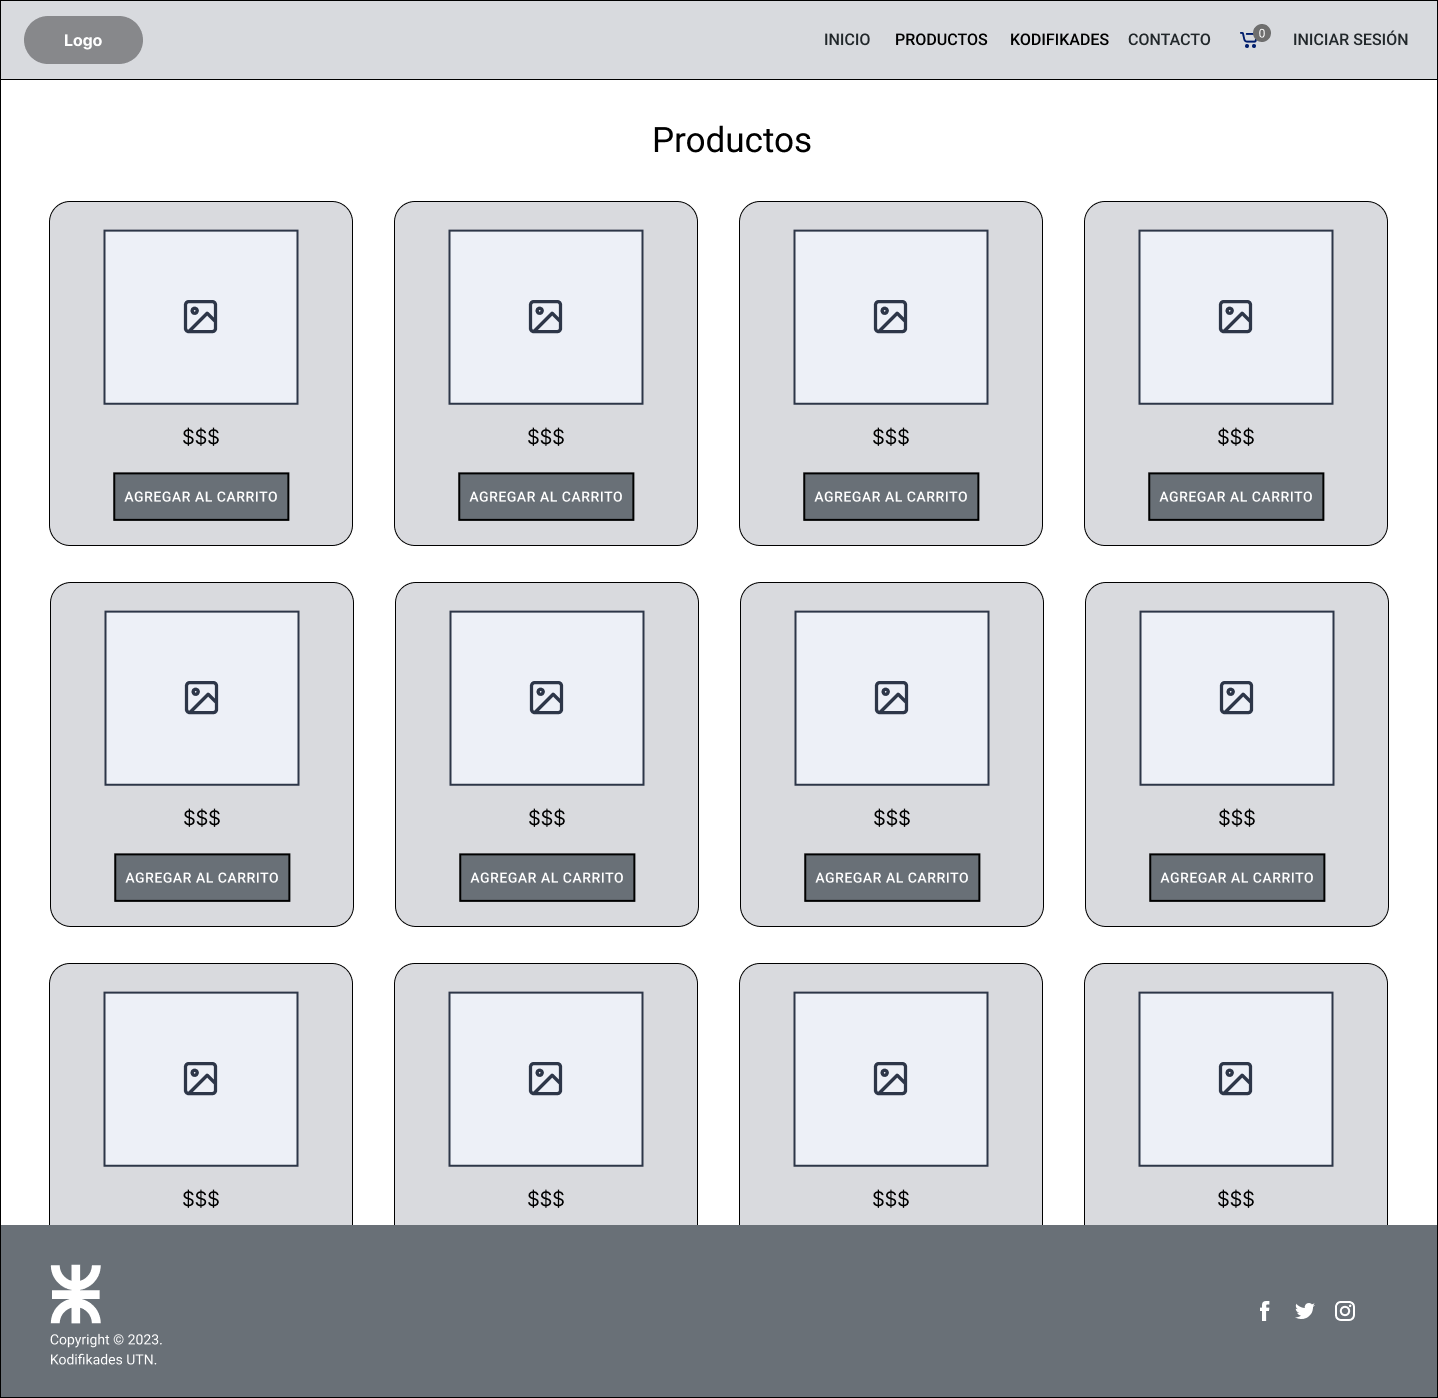 Logo
INICIO PRODUCTOS KODIFIKADES CONTACTO 0 INICIAR SESIÓN
Productos
$$$ $$$ $$$ $$$
AGREGAR AL CARRITO AGREGAR AL CARRITO AGREGAR AL CARRITO AGREGAR AL CARRITO
$$$ $$$ $$$ $$$
AGREGAR AL CARRITO AGREGAR AL CARRITO AGREGAR AL CARRITO AGREGAR AL CARRITO
$$$ $$$ $$$ $$$
Copyright © 2023.
Kodifikades UTN.